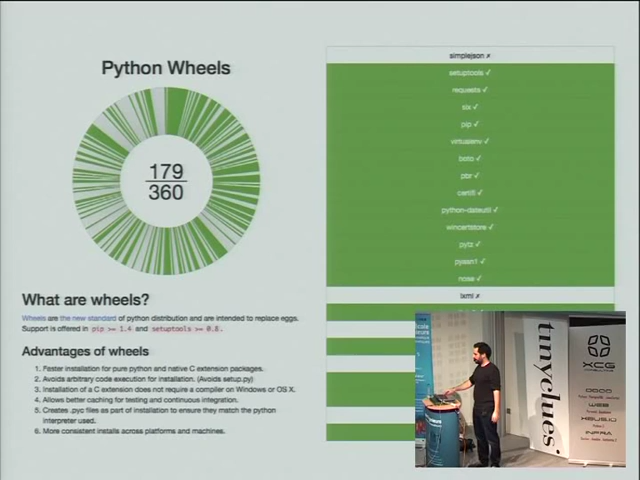 Python Wheels
179
360
What are wheels?
Wheels are the new standard of python distribution and are intended to replace eggs.
Support is offered in pip >= 1.4 and setuptools >= 0.8.
Advantages of wheels
1. Faster installation for pure python and native C extension packages.
2. Avoids arbitrary code execution for installation. (Avoids setup.py)
3. Installation of a C extension does not require a compiler on Windows or OS X.
4. Allows better caching for testing and continuous integration.
5. Creates .pyc files as part of installation to ensure they match the python
interpreter used.
6. More consistent installs across platforms and machines.
simplejson ✗
setuptools ✓
requests ✓
six ✓
pip ✓
virtualenv ✓
boto ✓
pbr ✓
certifi ✓
python-dateutil ✓
wincertstore ✓
pytz ✓
pyasn1 ✓
nose ✓
lxml ✗
tinyclues
XCG
WEB
INFRA